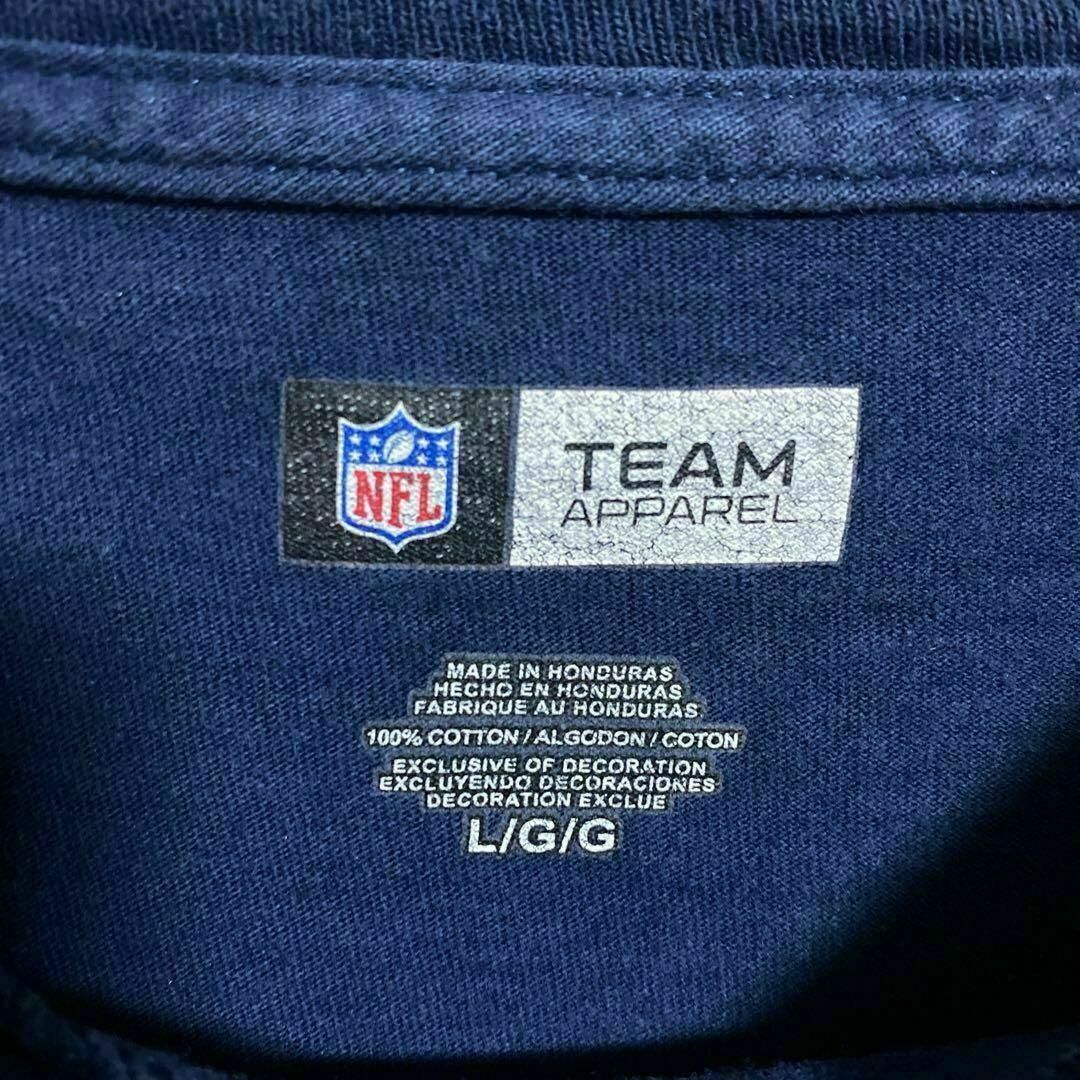 NFL
TEAM
APPAREL
MADE IN HONDURAS
HECHO EN HONDURAS
FABRIQUE AU HONDURAS
100% COTTON / ALGODON / COTON
EXCLUSIVE OF DECORATION
EXCLUYENDO DECORACIONES
DECORATION EXCLUE
L/G/G